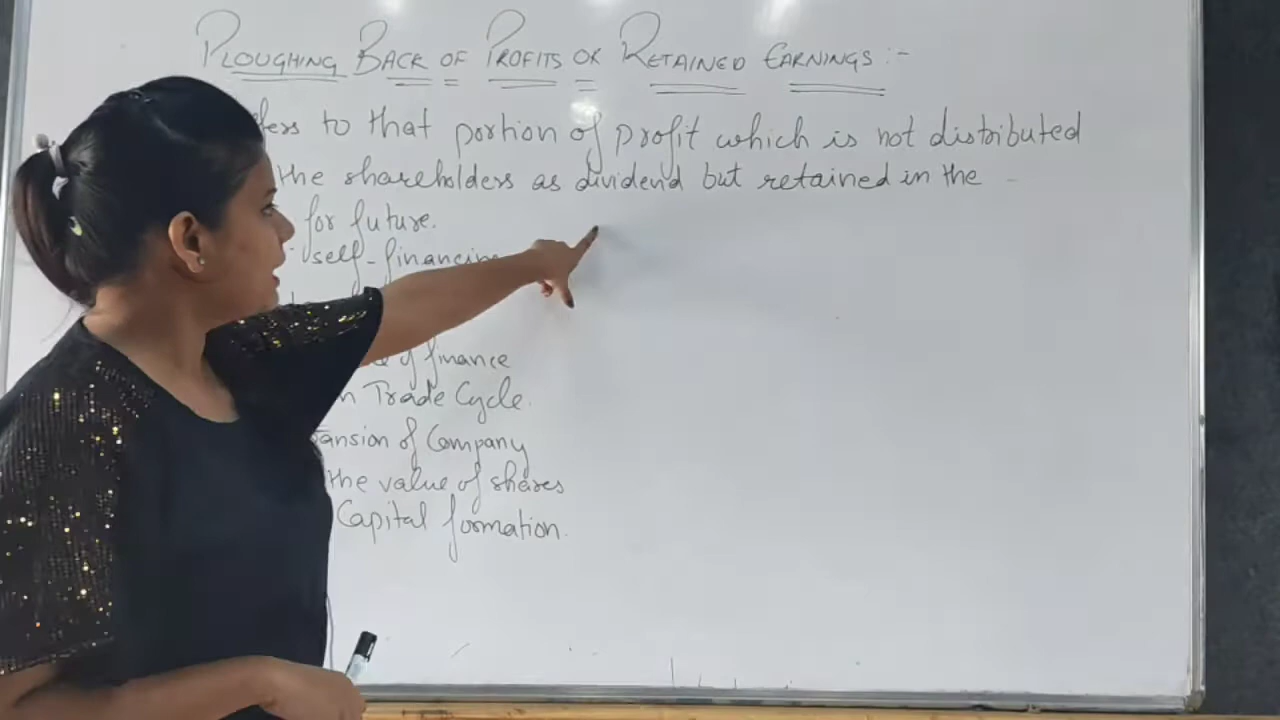 PLOUGHING BACK OF PROFITS OR RETAINED EARNINGS :-
to that portion of profit which is not distributed
the shareholders as dividend but retained in the
for future.
self-financing
of finance
Trade Cycle.
of Company
the value of shares
Capital formation.